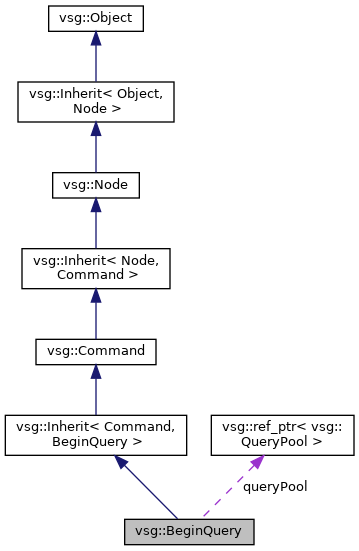 vsg::Object
vsg::Inherit< Object,
Node >
vsg::Node
vsg::Inherit< Node,
Command >
vsg::Command
vsg::Inherit< Command,
BeginQuery >
vsg::ref_ptr< vsg::
QueryPool >
queryPool
vsg::BeginQuery